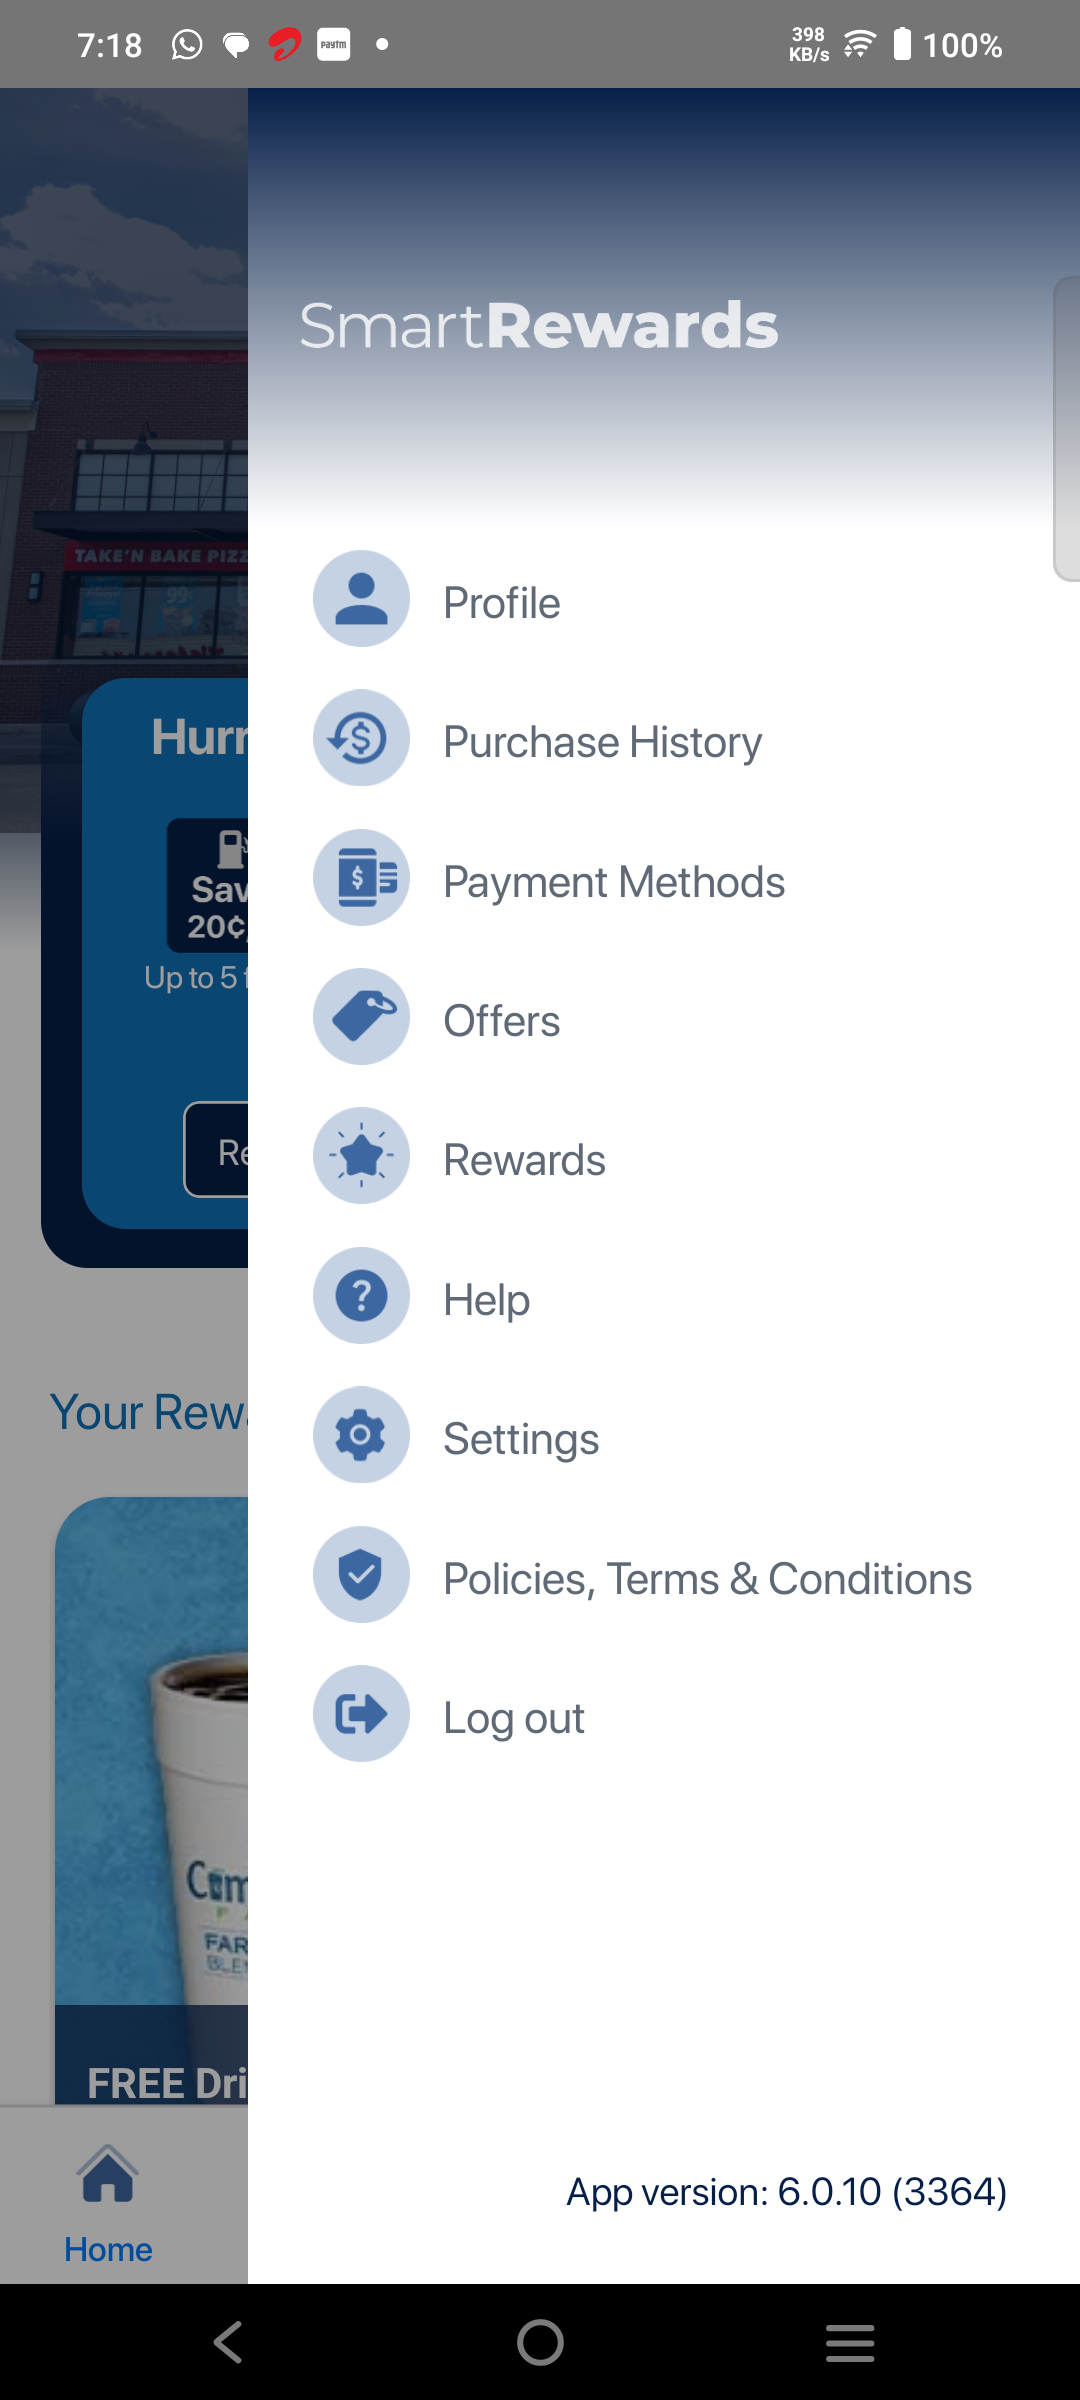 7:18
paytm
398
KB/s
100%
SmartRewards
TAKE'N BAKE PIZZ
99¢
Hurr
Profile
Purchase History
Sav
20¢
Payment Methods
Up to 5 f
Offers
Re
Rewards
Help
Your Rewa
Settings
Policies, Terms & Conditions
Log out
Cum
FAR
BLE
FREE Dri
App version: 6.0.10 (3364)
Home